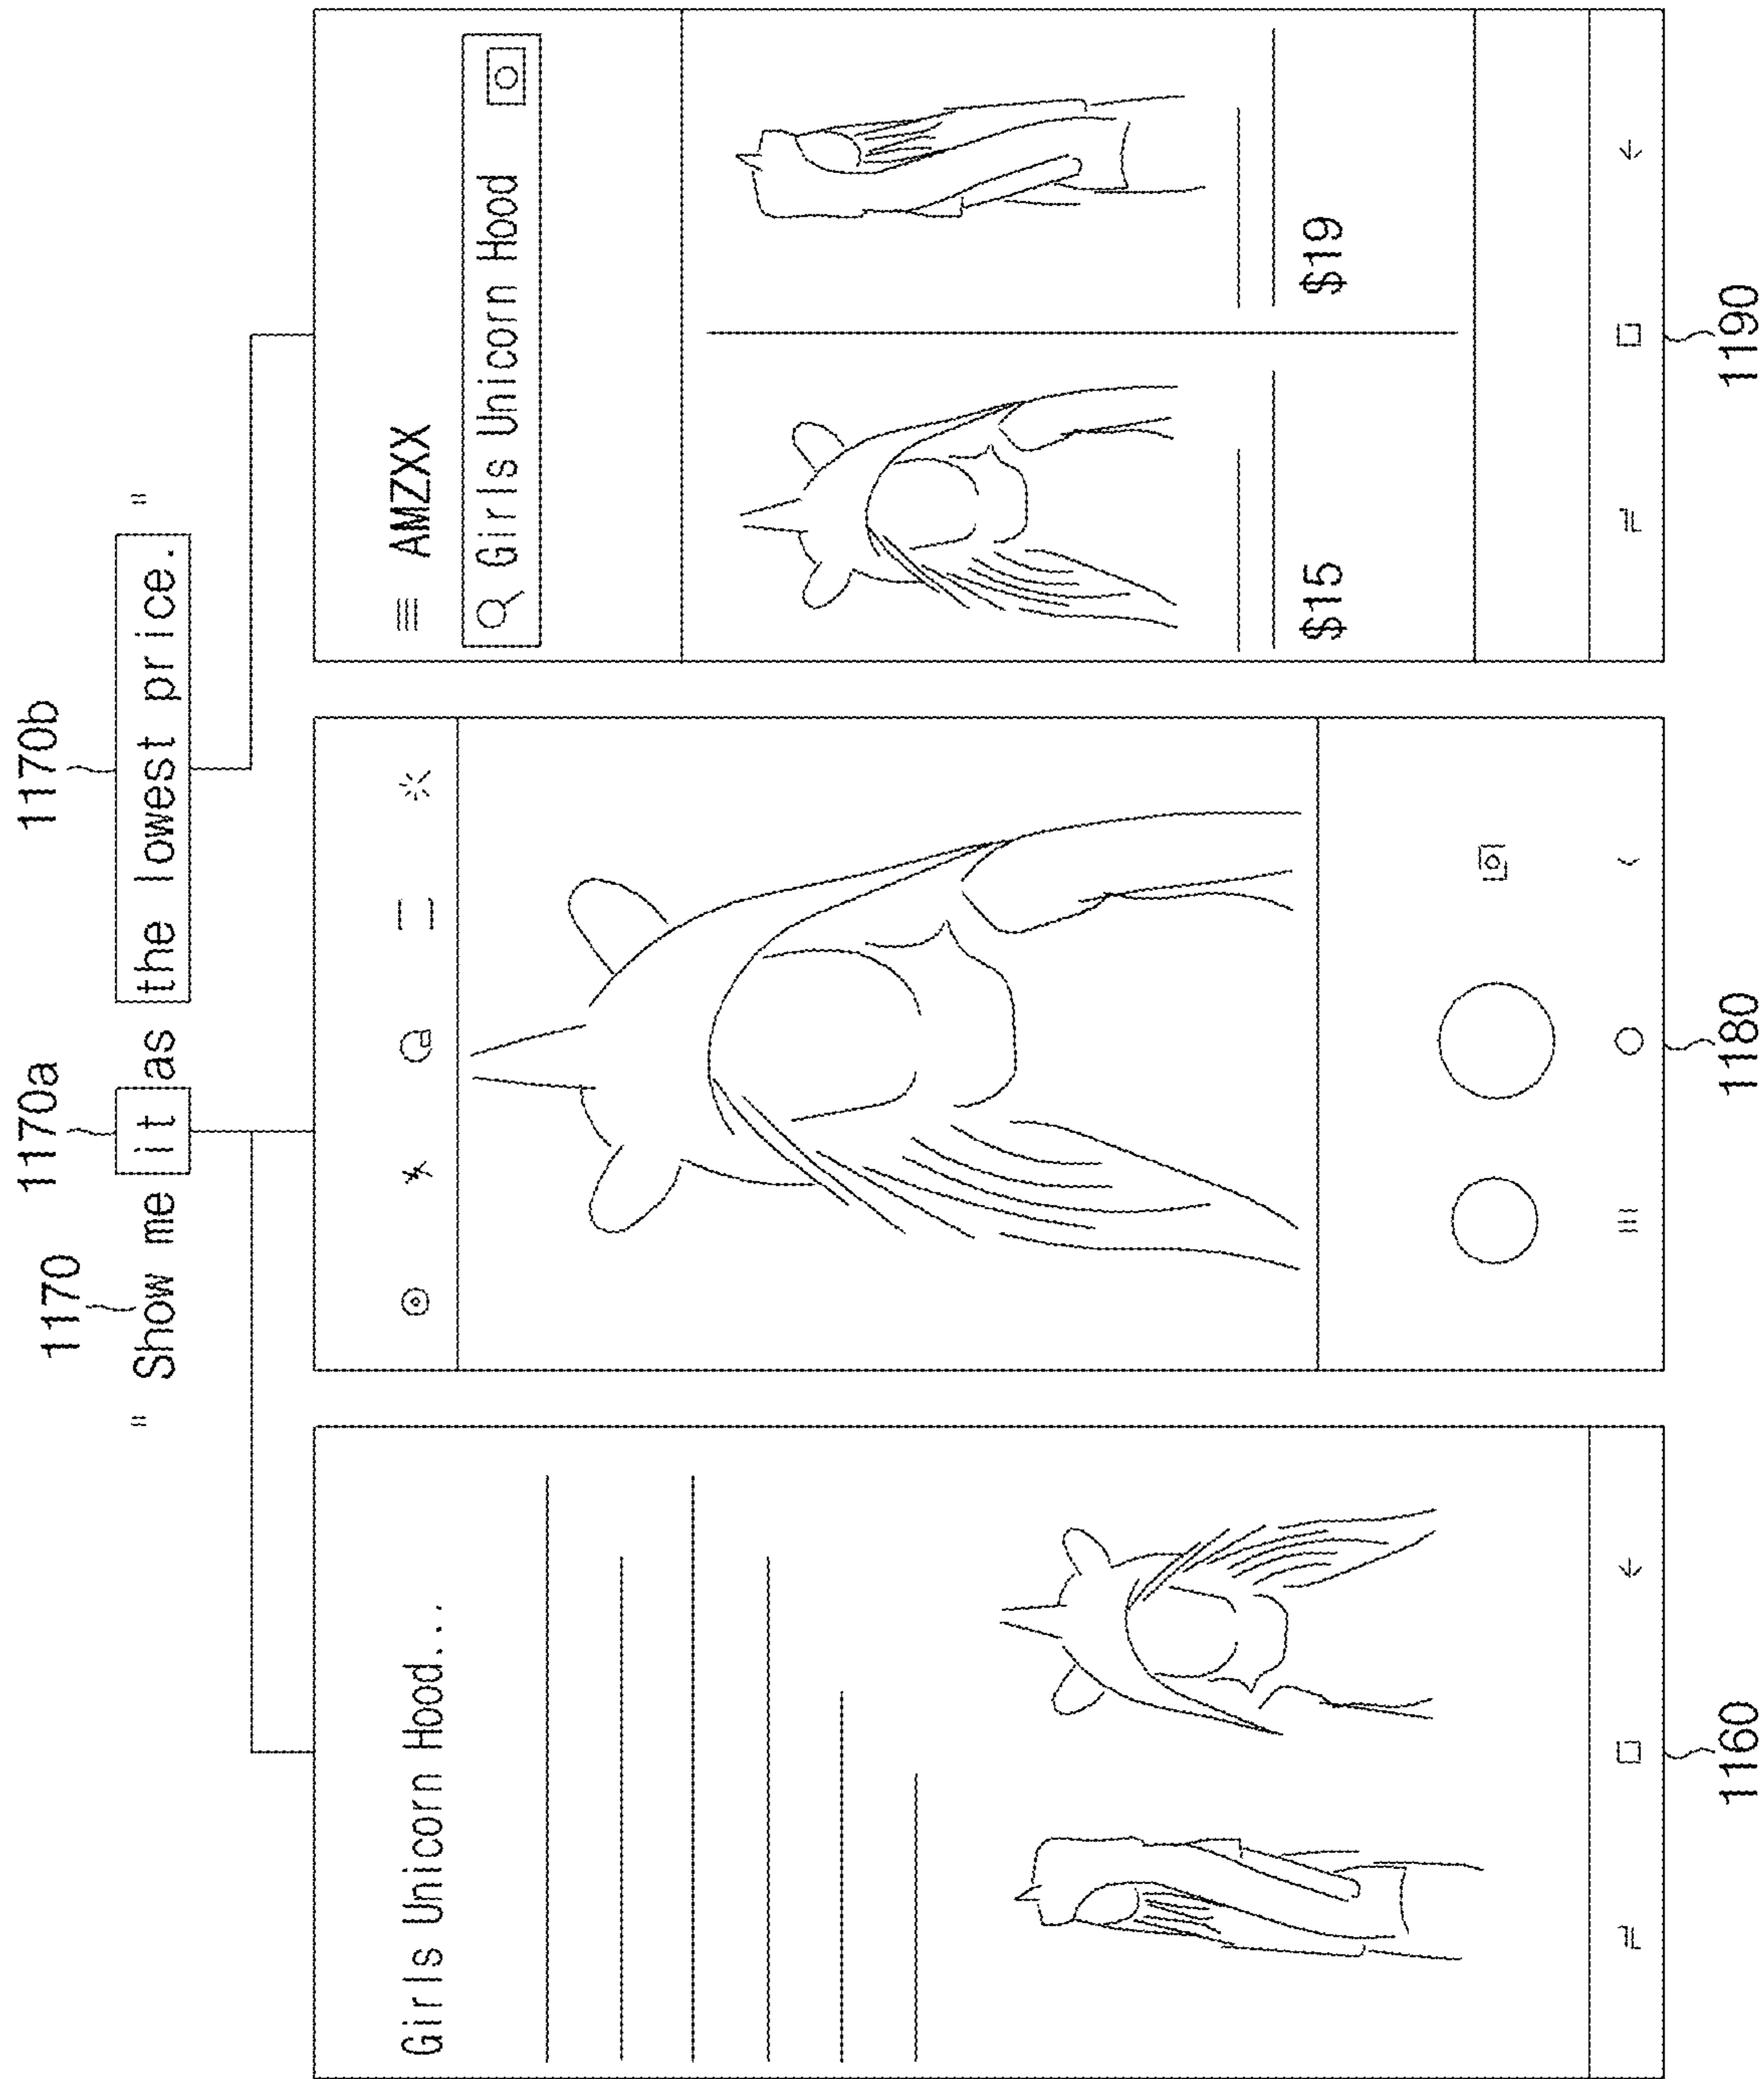 1170
1170a
1170b
" Show me it as the lowest price. "
Girls Unicorn Hood...
1160
1180
AMZXX
Girls Unicorn Hood
$15
$19
1190